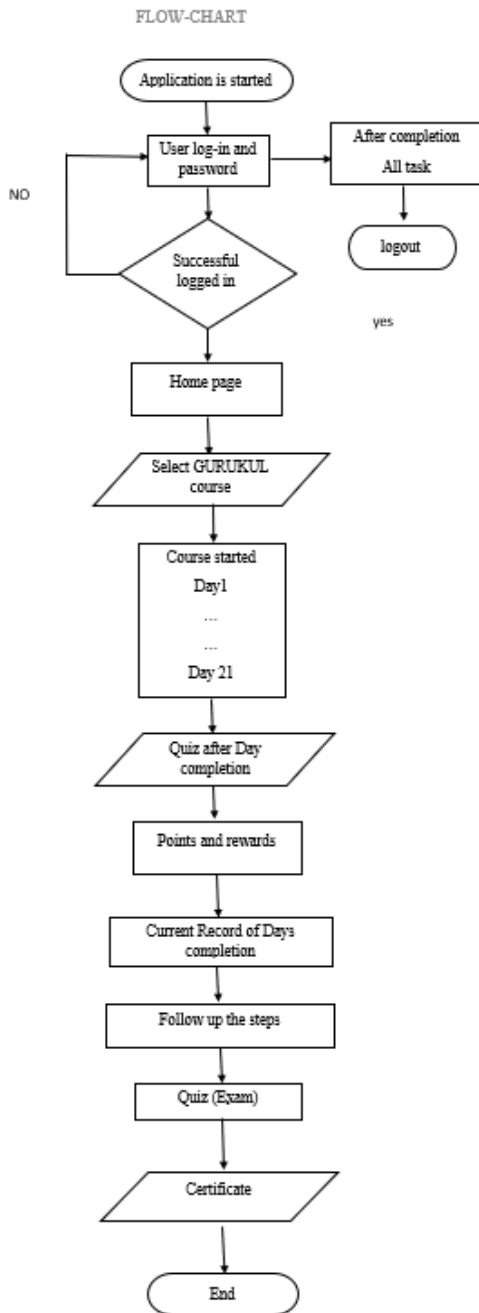 FLOW-CHART
Application is started
User log-in and
password
After completion
All task
NO
logout
Successful
logged in
yes
Home page
Select GURUKUL
course
Course started
Day1
...
...
Day 21
Quiz after Day
completion
Points and rewards
Current Record of Days
completion
Follow up the steps
Quiz (Exam)
Certificate
End